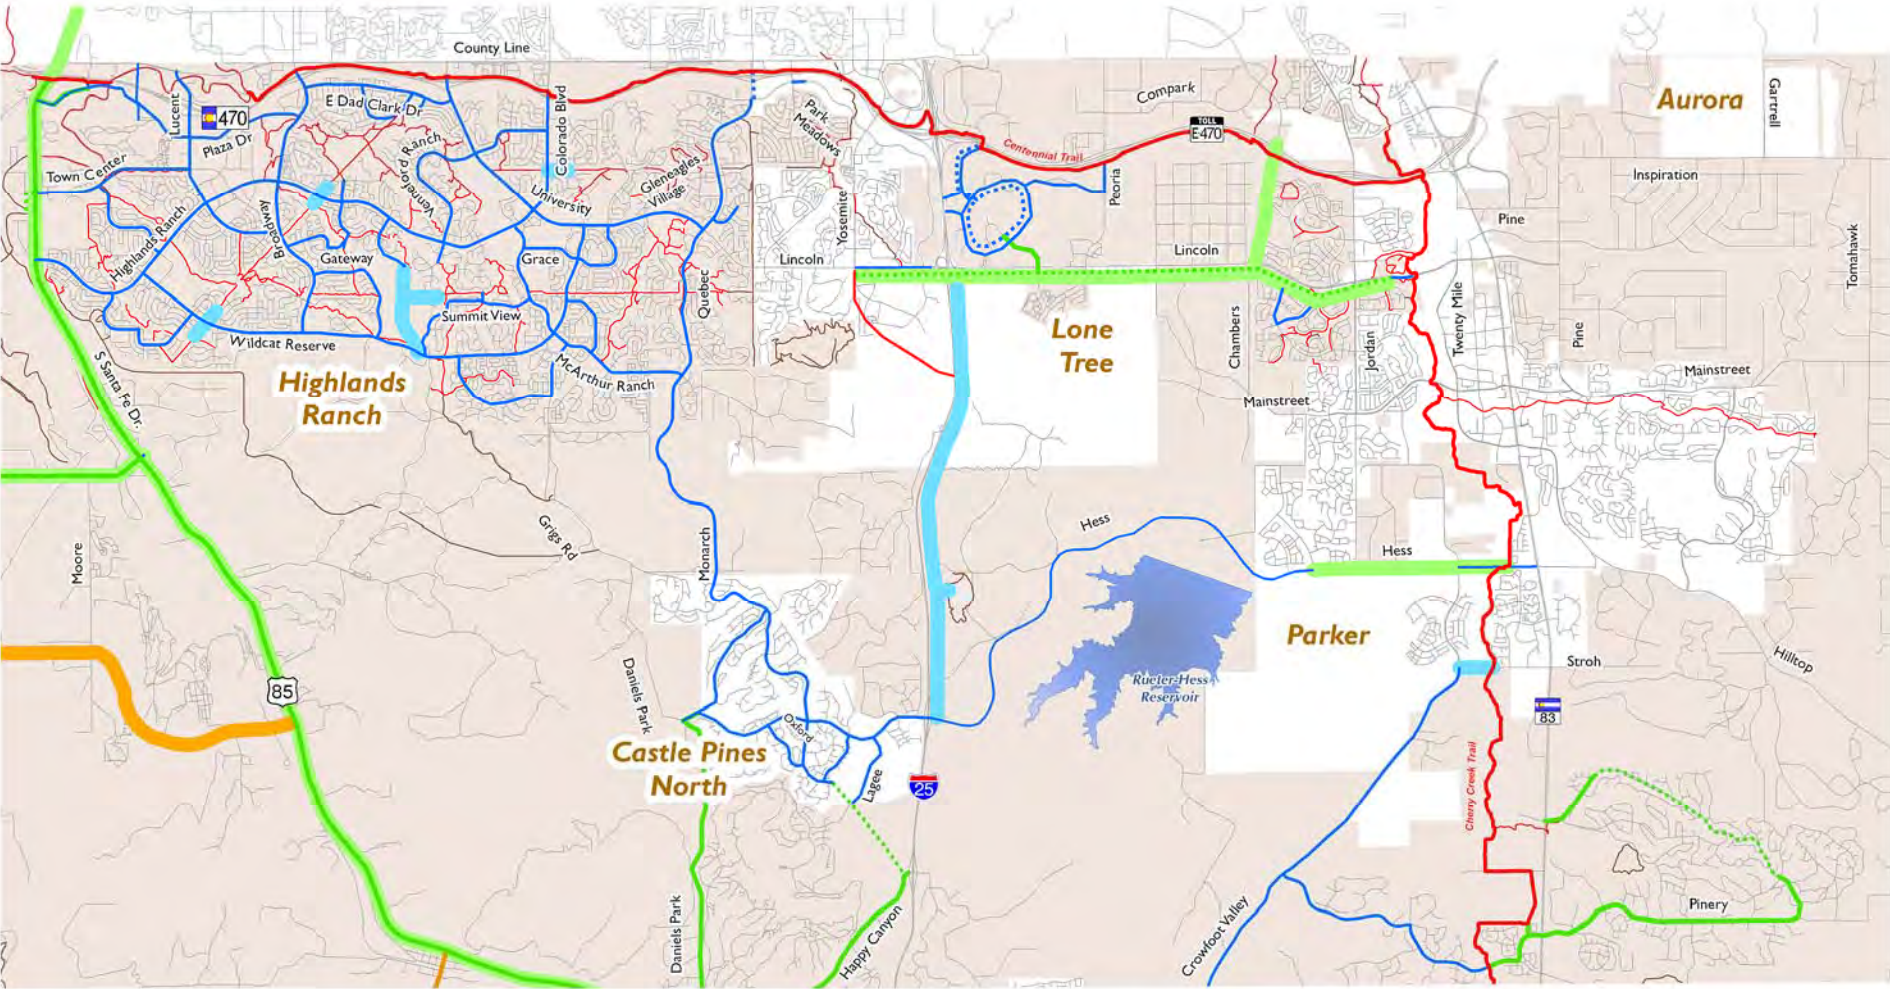 County Line
Aurora
Gartrell
Lucent
470
E Dad Clark Dr
Colorado Blvd
Park
Meadows
Compark
TOLL
E-470
Plaza Dr
Centennial Trail
Town Center
Venneford Ranch
Gleneagles
Village
University
Peoria
Inspiration
Yosemite
Highlands Ranch
Broadway
Pine
Tomahawk
Gateway
Grace
Lincoln
Lincoln
Quebec
Summit View
Wildcat Reserve
Lone
Tree
Chambers
Jordan
Twenty Mile
Pine
S Santa Fe Dr.
McArthur Ranch
Highlands
Ranch
Mainstreet
Mainstreet
Moore
Grigs Rd
Monarch
Hess
Hess
Parker
Stroh
Hilltop
Rueter-Hess
Reservoir
85
Daniels Park
83
Oxford
Castle Pines
North
Lagee
25
Cherry Creek Trail
Daniels Park
Happy Canyon
Crowfoot Valley
Pinery